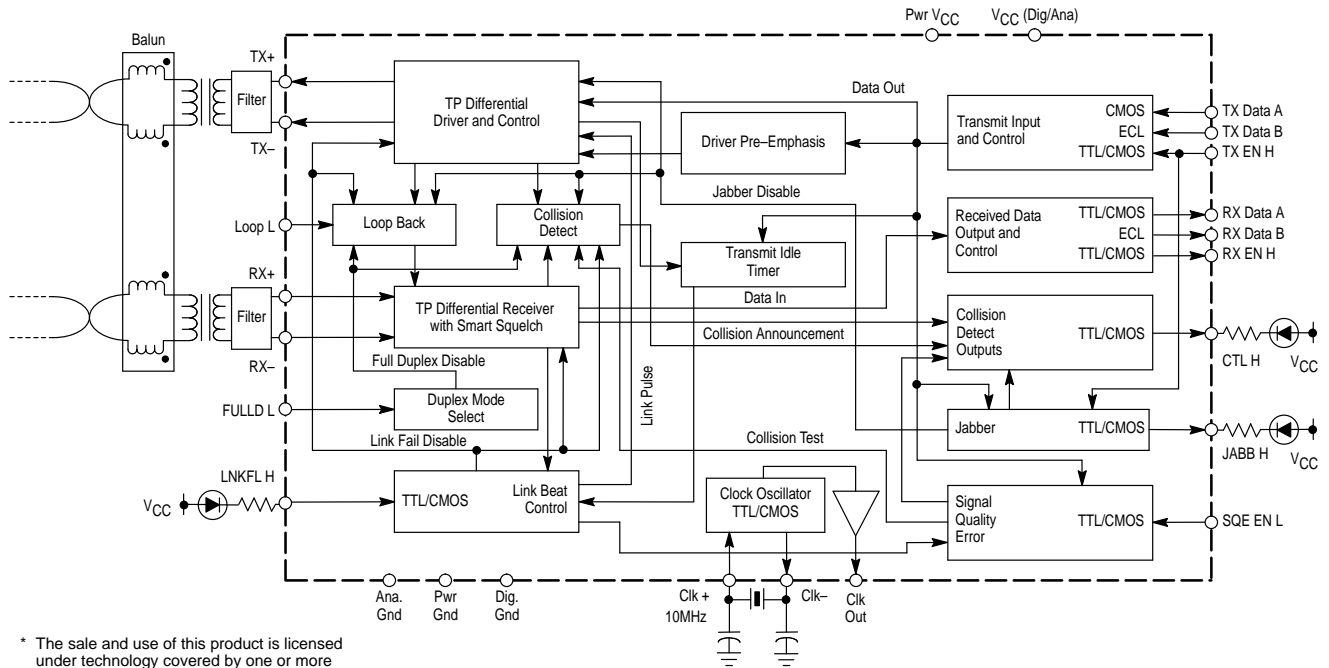 Pwr VCC
VCC (Dig/Ana)
Balun
TX+
Filter
TX–
TP Differential
Driver and Control
Data Out
Driver Pre–Emphasis
Transmit Input
and Control
CMOS
ECL
TTL/CMOS
TX Data A
TX Data B
TX EN H
Jabber Disable
Loop L
Loop Back
Collision
Detect
Transmit Idle
Timer
Received Data
Output and
Control
TTL/CMOS
ECL
TTL/CMOS
RX Data A
RX Data B
RX EN H
RX+
Filter
RX–
TP Differential Receiver
with Smart Squelch
Data In
Collision Announcement
Collision
Detect
Outputs
TTL/CMOS
CTL H
VCC
Full Duplex Disable
FULLD L
Duplex Mode
Select
Link Pulse
Jabber
TTL/CMOS
JABB H
VCC
Link Fail Disable
Collision Test
LNKFL H
VCC
TTL/CMOS
Link Beat
Control
Clock Oscillator
TTL/CMOS
Signal
Quality
Error
TTL/CMOS
SQE EN L
Ana.
Gnd
Pwr
Gnd
Dig.
Gnd
Clk +
10MHz
Clk–
Clk
Out
* The sale and use of this product is licensed
under technology covered by one or more